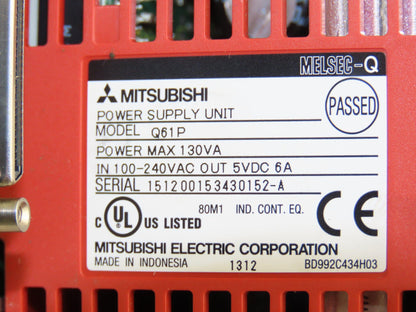 MELSEC-Q
MITSUBISHI
PASSED
POWER SUPPLY UNIT
MODEL Q61P
POWER MAX 130VA
IN 100-240VAC OUT 5VDC 6A
SERIAL 151200153430152-A
C UL US LISTED 80M1 IND. CONT. EQ. CE
MITSUBISHI ELECTRIC CORPORATION
MADE IN INDONESIA 1312 BD992C434H03